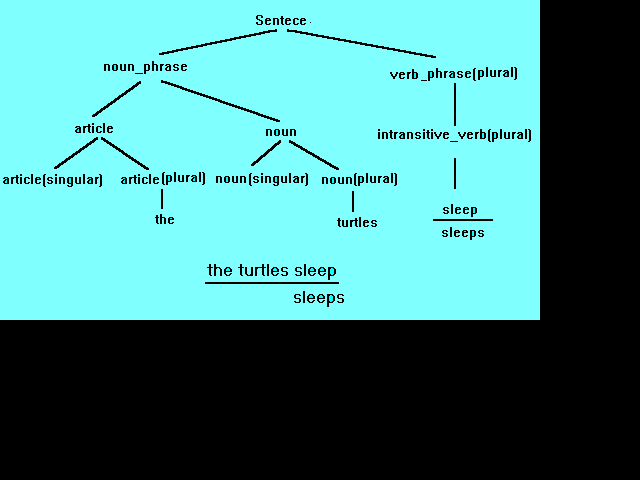 Sentece
noun_phrase
verb_phrase(plural)
article
noun
intransitive_verb(plural)
article(singular)
article(plural)
noun(singular)
noun(plural)
the
turtles
sleep
sleeps
the turtles sleep
sleeps